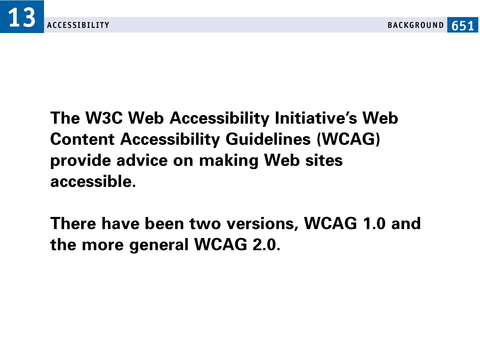 13 ACCESSIBILITY BACKGROUND 651
The W3C Web Accessibility Initiative's Web
Content Accessibility Guidelines (WCAG)
provide advice on making Web sites
accessible.
There have been two versions, WCAG 1.0 and
the more general WCAG 2.0.